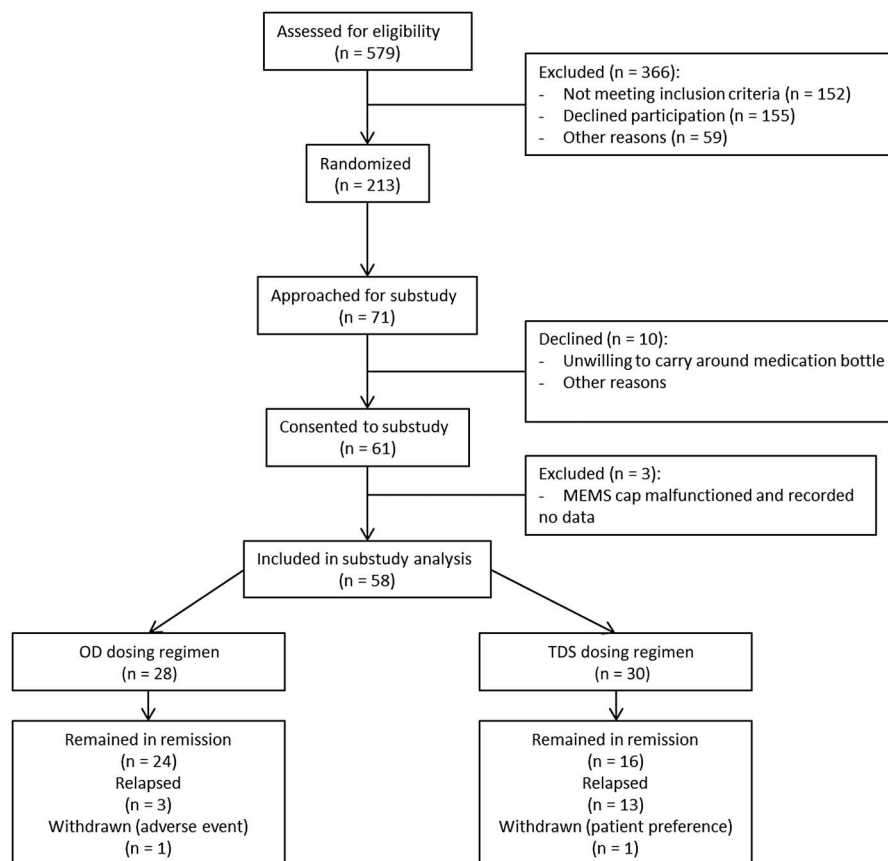 Assessed for eligibility
(n = 579)
Excluded (n = 366):
- Not meeting inclusion criteria (n = 152)
- Declined participation (n = 155)
- Other reasons (n = 59)
Randomized
(n = 213)
Approached for substudy
(n = 71)
Declined (n = 10):
- Unwilling to carry around medication bottle
- Other reasons
Consented to substudy
(n = 61)
Excluded (n = 3):
- MEMS cap malfunctioned and recorded
no data
Included in substudy analysis
(n = 58)
OD dosing regimen
(n = 28)
TDS dosing regimen
(n = 30)
Remained in remission
(n = 24)
Relapsed
(n = 3)
Withdrawn (adverse event)
(n = 1)
Remained in remission
(n = 16)
Relapsed
(n = 13)
Withdrawn (patient preference)
(n = 1)